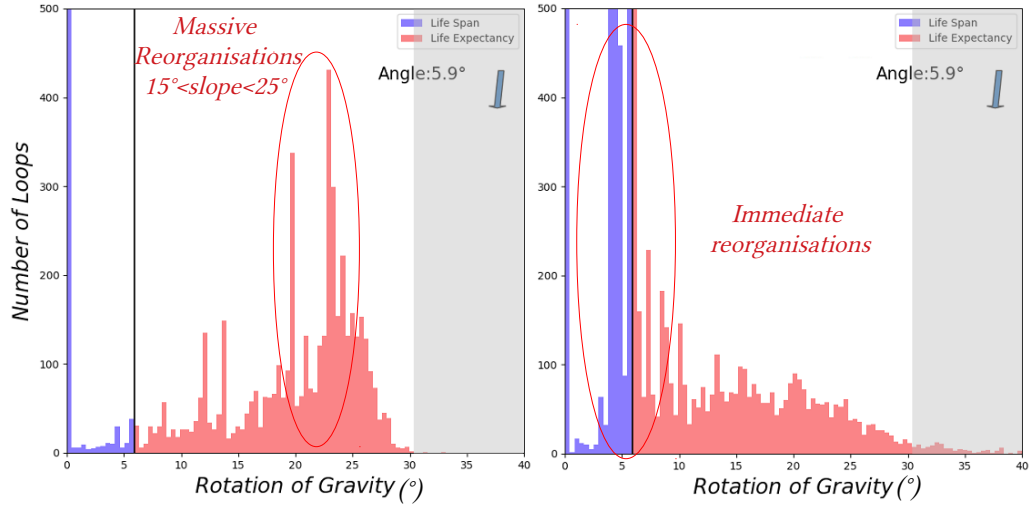 Massive
Reorganisations
15°<slope<25°
Life Span
Life Expectancy
Angle:5.9°
500
400
300
200
100
0
0 5 10 15 20 25 30 35 40
Number of Loops
Rotation of Gravity(°)
Life Span
Life Expectancy
Angle:5.9°
Immediate
reorganisations
500
400
300
200
100
0
0 5 10 15 20 25 30 35 40
Rotation of Gravity(°)